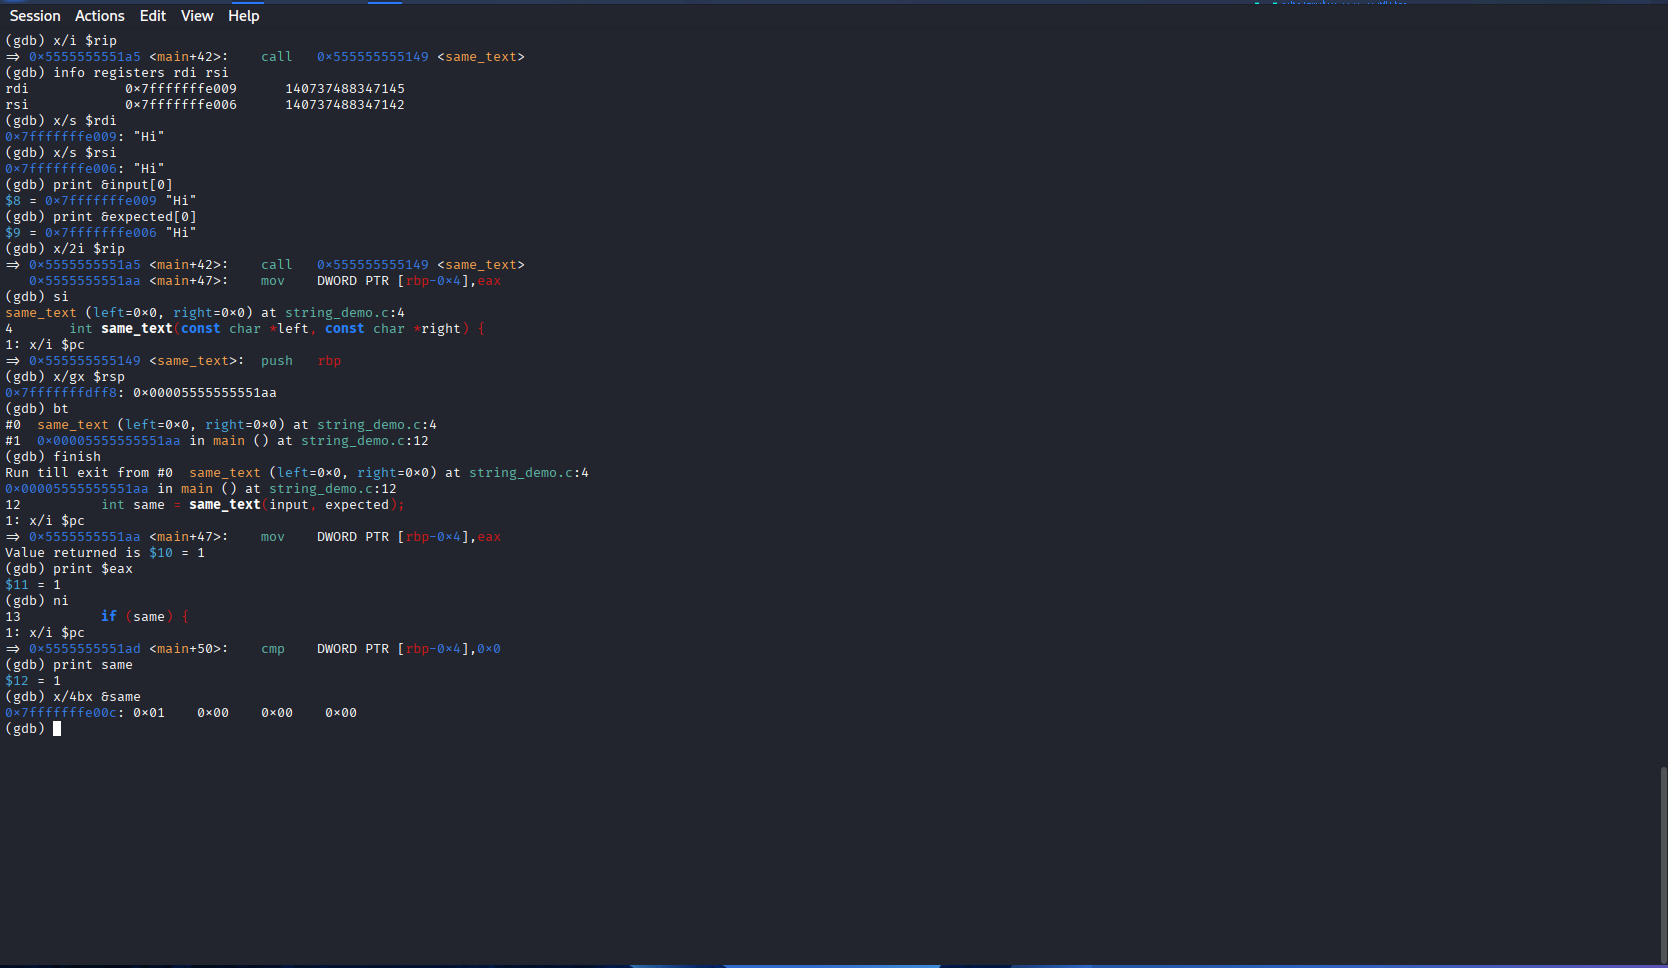 Session Actions Edit View Help
(gdb) x/i $rip
=> 0x5555555551a5 <main+42>: call 0x555555555149 <same_text>
(gdb) info registers rdi rsi
rdi 0x7fffffffe009 140737488347145
rsi 0x7fffffffe006 140737488347142
(gdb) x/s $rdi
0x7fffffffe009: "Hi"
(gdb) x/s $rsi
0x7fffffffe006: "Hi"
(gdb) print &input[0]
$8 = 0x7fffffffe009 "Hi"
(gdb) print &expected[0]
$9 = 0x7fffffffe006 "Hi"
(gdb) x/2i $rip
=> 0x5555555551a5 <main+42>: call 0x555555555149 <same_text>
0x5555555551aa <main+47>: mov DWORD PTR [rbp-0x4],eax
(gdb) si
same_text (left=0x0, right=0x0) at string_demo.c:4
4 int same_text(const char *left, const char *right) {
1: x/i $pc
=> 0x555555555149 <same_text>: push rbp
(gdb) x/gx $rsp
0x7fffffffdff8: 0x00005555555551aa
(gdb) bt
#0 same_text (left=0x0, right=0x0) at string_demo.c:4
#1 0x00005555555551aa in main () at string_demo.c:12
(gdb) finish
Run till exit from #0 same_text (left=0x0, right=0x0) at string_demo.c:4
0x00005555555551aa in main () at string_demo.c:12
12 int same = same_text(input, expected);
1: x/i $pc
=> 0x5555555551aa <main+47>: mov DWORD PTR [rbp-0x4],eax
Value returned is $10 = 1
(gdb) print $eax
$11 = 1
(gdb) ni
13 if (same) {
1: x/i $pc
=> 0x5555555551ad <main+50>: cmp DWORD PTR [rbp-0x4],0x0
(gdb) print same
$12 = 1
(gdb) x/4bx &same
0x7fffffffe00c: 0x01 0x00 0x00 0x00
(gdb)